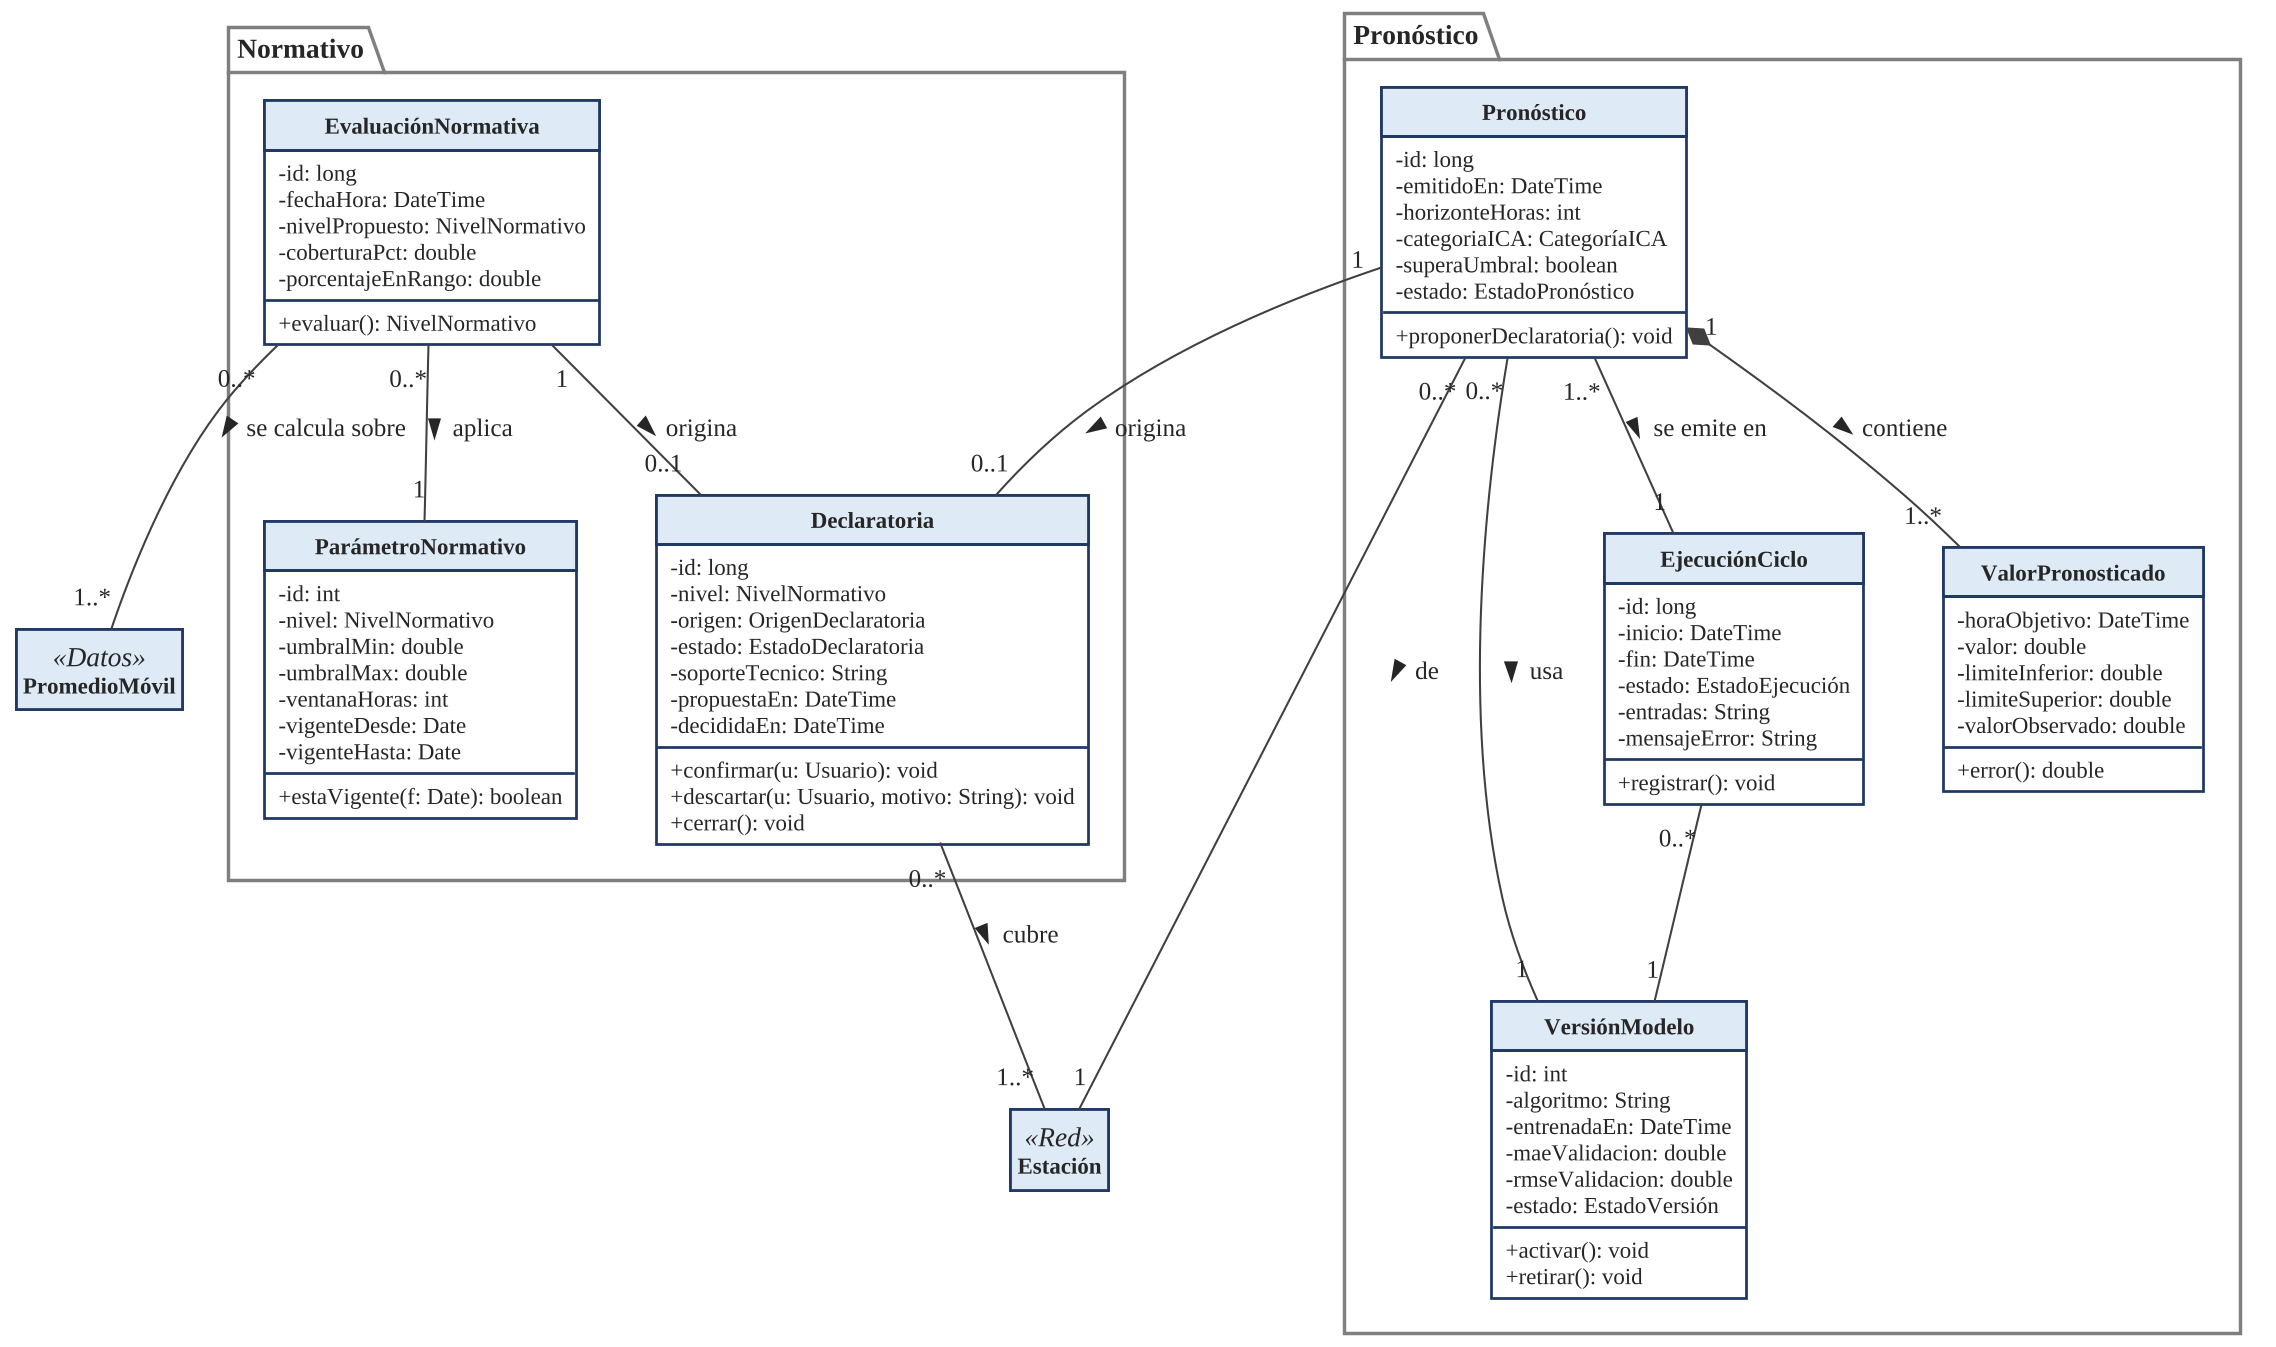 Normativo
EvaluaciónNormativa
-id: long
-fechaHora: DateTime
-nivelPropuesto: NivelNormativo
-coberturaPct: double
-porcentajeEnRango: double
+evaluar(): NivelNormativo
0..*
0..*
1
se calcula sobre
aplica
origina
0..1
1
1..*
«Datos»
PromedioMóvil
ParámetroNormativo
-id: int
-nivel: NivelNormativo
-umbralMin: double
-umbralMax: double
-ventanaHoras: int
-vigenteDesde: Date
-vigenteHasta: Date
+estaVigente(f: Date): boolean
Declaratoria
-id: long
-nivel: NivelNormativo
-origen: OrigenDeclaratoria
-estado: EstadoDeclaratoria
-soporteTecnico: String
-propuestaEn: DateTime
-decididaEn: DateTime
+confirmar(u: Usuario): void
+descartar(u: Usuario, motivo: String): void
+cerrar(): void
0..*
cubre
1..*
1
«Red»
Estación
Pronóstico
Pronóstico
-id: long
-emitidoEn: DateTime
-horizonteHoras: int
-categoriaICA: CategoríaICA
-superaUmbral: boolean
-estado: EstadoPronóstico
+proponerDeclaratoria(): void
1
1
origina
0..1
0..*
0..*
1..*
se emite en
contiene
1
1..*
de
usa
EjecuciónCiclo
-id: long
-inicio: DateTime
-fin: DateTime
-estado: EstadoEjecución
-entradas: String
-mensajeError: String
+registrar(): void
ValorPronosticado
-horaObjetivo: DateTime
-valor: double
-limiteInferior: double
-limiteSuperior: double
-valorObservado: double
+error(): double
0..*
1
1
VersiónModelo
-id: int
-algoritmo: String
-entrenadaEn: DateTime
-maeValidacion: double
-rmseValidacion: double
-estado: EstadoVersión
+activar(): void
+retirar(): void